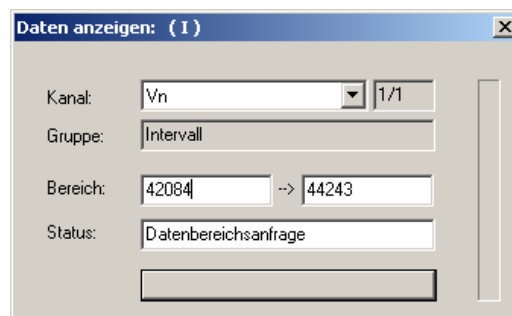 Daten anzeigen: (I)
Kanal: Vn 1/1
Gruppe: Intervall
Bereich: 42084 --> 44243
Status: Datenbereichsanfrage